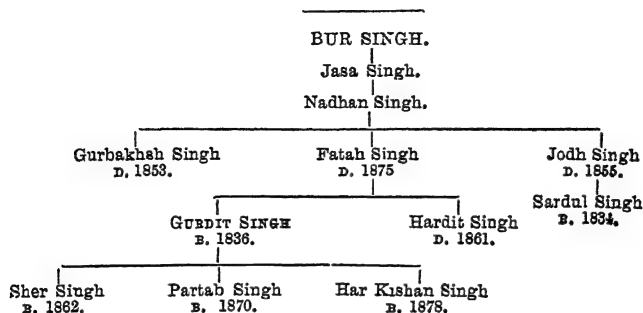 BUR SINGH.
Jasa Singh.
Nadhan Singh.
Gurbakhsh Singh Fatah Singh Jodh Singh
D. 1853. D. 1875 D. 1855.
Sardul Singh
B. 1834.
GURDIT SINGH Hardit Singh
B. 1836. D. 1861.
Sher Singh Partab Singh Har Kishan Singh
B. 1862. B. 1870. B. 1878.